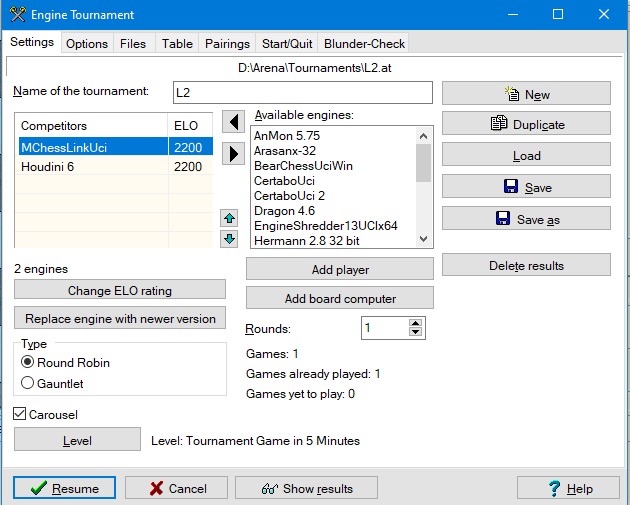 Engine Tournament
Settings Options Files Table Pairings Start/Quit Blunder-Check
D:\Arena\Tournaments\L2.at
Name of the tournament: L2
New
Competitors ELO
MChessLinkUci 2200
Houdini 6 2200
Available engines:
AnMon 5.75
Arasanx-32
BearChessUciWin
CertaboUci
CertaboUci 2
Dragon 4.6
EngineShredder13UCIx64
Hermann 2.8 32 bit
Duplicate
Load
Save
Save as
Delete results
2 engines
Change ELO rating
Replace engine with newer version
Add player
Add board computer
Rounds: 1
Type
Round Robin
Gauntlet
Games: 1
Games already played: 1
Games yet to play: 0
Carousel
Level
Level: Tournament Game in 5 Minutes
Resume
Cancel
Show results
Help